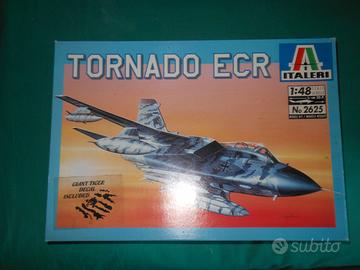 TORNADO ECR
ITALERI
1:48
No 2625
GIANT TIGER
DECAL
INCLUDED
subito